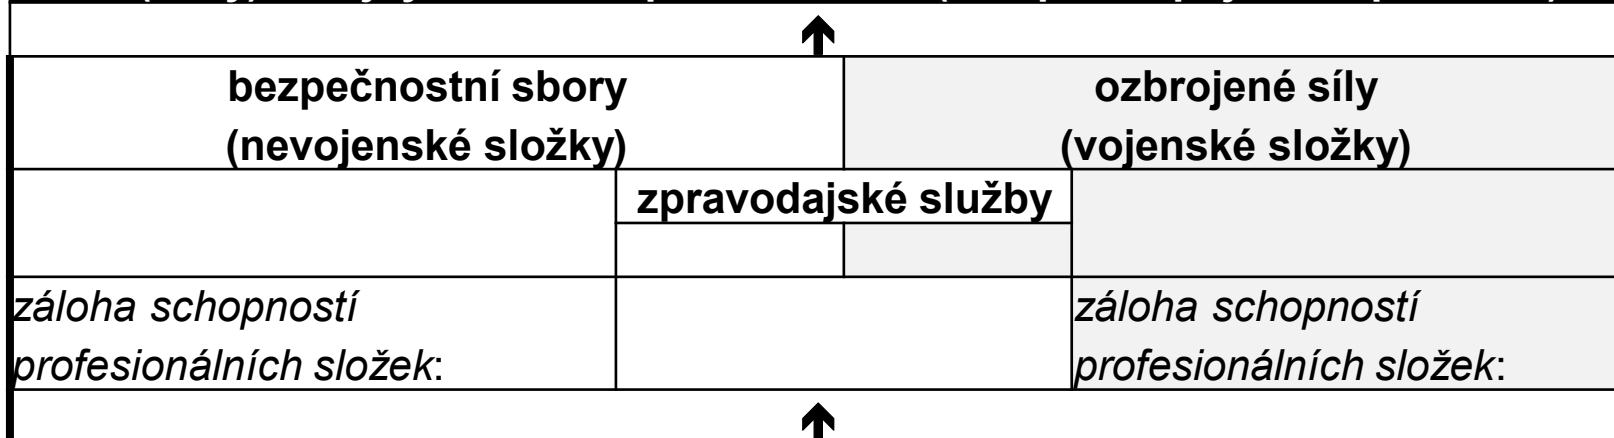 bezpečnostní sbory
(nevojenské složky)
ozbrojené síly
(vojenské složky)
zpravodajské služby
záloha schopností
profesionálních složek:
záloha schopností
profesionálních složek: